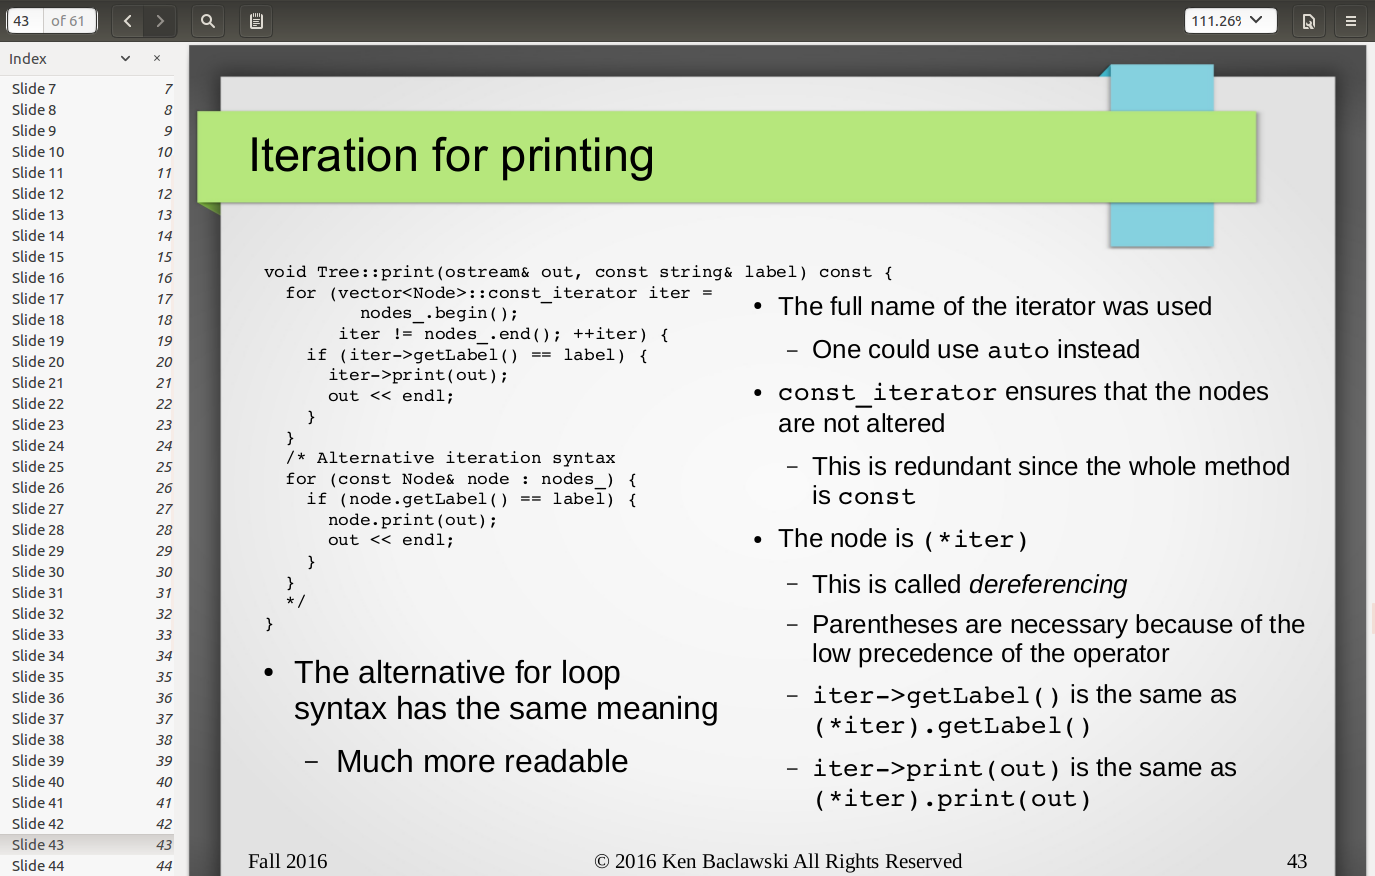 43 of 61
111.26%
Index
Slide 7 7
Slide 8 8
Slide 9 9
Slide 10 10
Slide 11 11
Slide 12 12
Slide 13 13
Slide 14 14
Slide 15 15
Slide 16 16
Slide 17 17
Slide 18 18
Slide 19 19
Slide 20 20
Slide 21 21
Slide 22 22
Slide 23 23
Slide 24 24
Slide 25 25
Slide 26 26
Slide 27 27
Slide 28 28
Slide 29 29
Slide 30 30
Slide 31 31
Slide 32 32
Slide 33 33
Slide 34 34
Slide 35 35
Slide 36 36
Slide 37 37
Slide 38 38
Slide 39 39
Slide 40 40
Slide 41 41
Slide 42 42
Slide 43 43
Slide 44 44
Iteration for printing
void Tree::print(ostream& out, const string& label) const {
  for (vector<Node>::const_iterator iter =
         nodes_.begin();
       iter != nodes_.end(); ++iter) {
    if (iter->getLabel() == label) {
      iter->print(out);
      out << endl;
    }
  }
  /* Alternative iteration syntax
  for (const Node& node : nodes_) {
    if (node.getLabel() == label) {
      node.print(out);
      out << endl;
    }
  }
  */
}
• The alternative for loop
syntax has the same meaning
– Much more readable
• The full name of the iterator was used
– One could use auto instead
• const_iterator ensures that the nodes
are not altered
– This is redundant since the whole method
is const
• The node is (*iter)
– This is called dereferencing
– Parentheses are necessary because of the
low precedence of the operator
– iter->getLabel() is the same as
(*iter).getLabel()
– iter->print(out) is the same as
(*iter).print(out)
Fall 2016
© 2016 Ken Baclawski All Rights Reserved
43